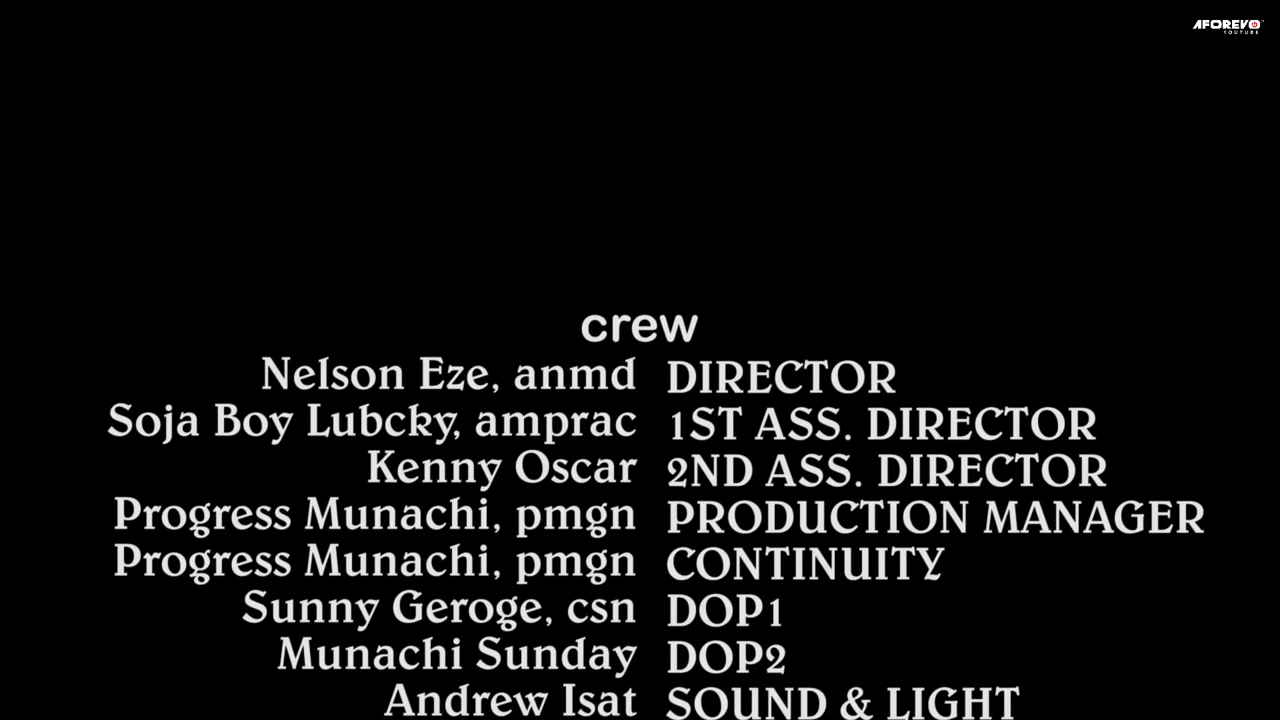 AFOREVO
YOUTUBE
crew
Nelson Eze, anmd DIRECTOR
Soja Boy Lubcky, amprac 1ST ASS. DIRECTOR
Kenny Oscar 2ND ASS. DIRECTOR
Progress Munachi, pmgn PRODUCTION MANAGER
Progress Munachi, pmgn CONTINUITY
Sunny Geroge, csn DOP1
Munachi Sunday DOP2
Andrew Isat SOUND & LIGHT